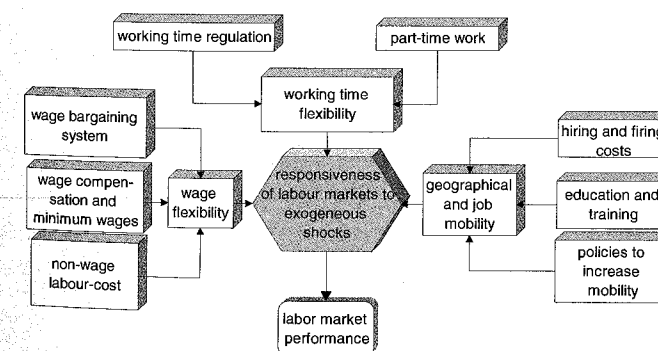 working time regulation
part-time work
working time
flexibility
wage bargaining
system
wage compen-
sation and
minimum wages
non-wage
labour-cost
wage
flexibility
responsiveness
of labour markets to
exogeneous
shocks
geographical
and job
mobility
hiring and firing
costs
education and
training
policies to
increase
mobility
labor market
performance